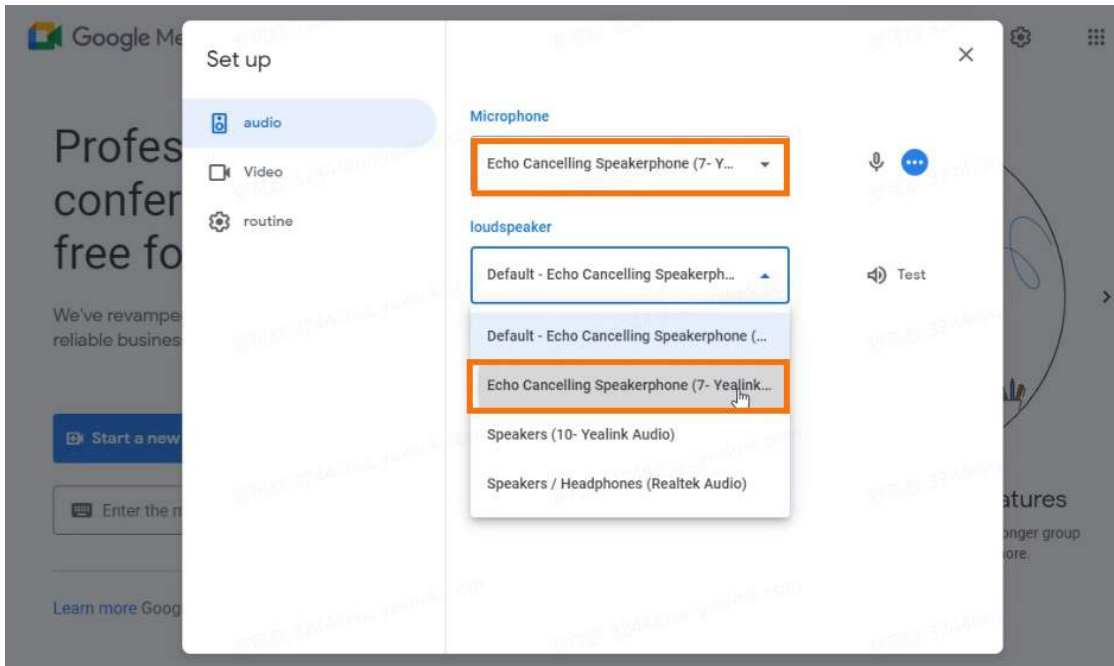 Google Me
Set up
audio
Video
routine
Microphone
Echo Cancelling Speakerphone (7- Y...
loudspeaker
Default - Echo Cancelling Speakerph...
Test
Default - Echo Cancelling Speakerphone (...
Echo Cancelling Speakerphone (7- Yealink...
Speakers (10- Yealink Audio)
Speakers / Headphones (Realtek Audio)
Profes
confer
free fo
We've revampe
reliable busines
Start a new
Enter the m
Learn more Goog
atures
onger group
ore.